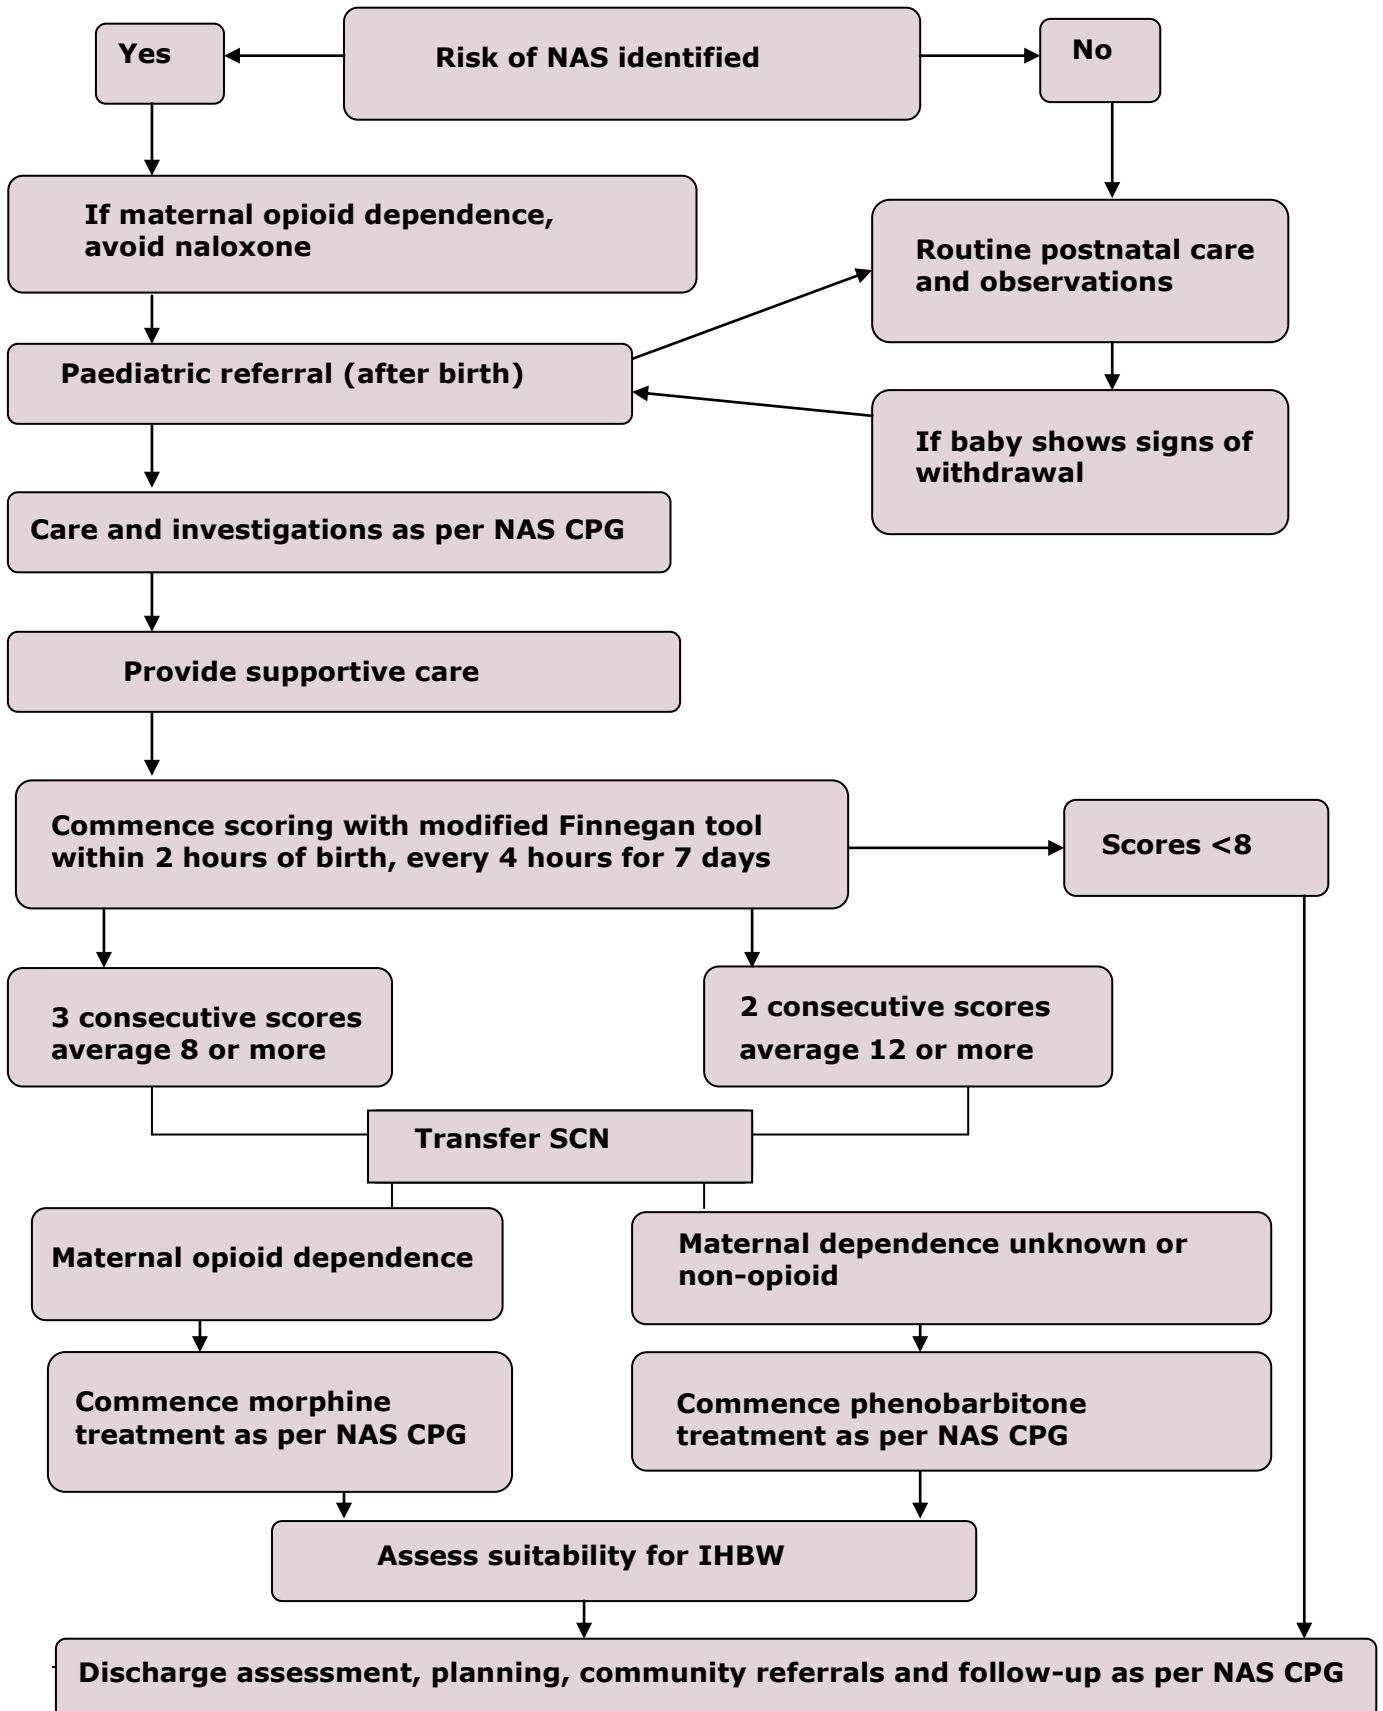 Yes
Risk of NAS identified
No
If maternal opioid dependence,
avoid naloxone
Routine postnatal care
and observations
Paediatric referral (after birth)
If baby shows signs of
withdrawal
Care and investigations as per NAS CPG
Provide supportive care
Commence scoring with modified Finnegan tool
within 2 hours of birth, every 4 hours for 7 days
Scores <8
3 consecutive scores
average 8 or more
2 consecutive scores
average 12 or more
Transfer SCN
Maternal opioid dependence
Maternal dependence unknown or
non-opioid
Commence morphine
treatment as per NAS CPG
Commence phenobarbitone
treatment as per NAS CPG
Assess suitability for IHBW
Discharge assessment, planning, community referrals and follow-up as per NAS CPG